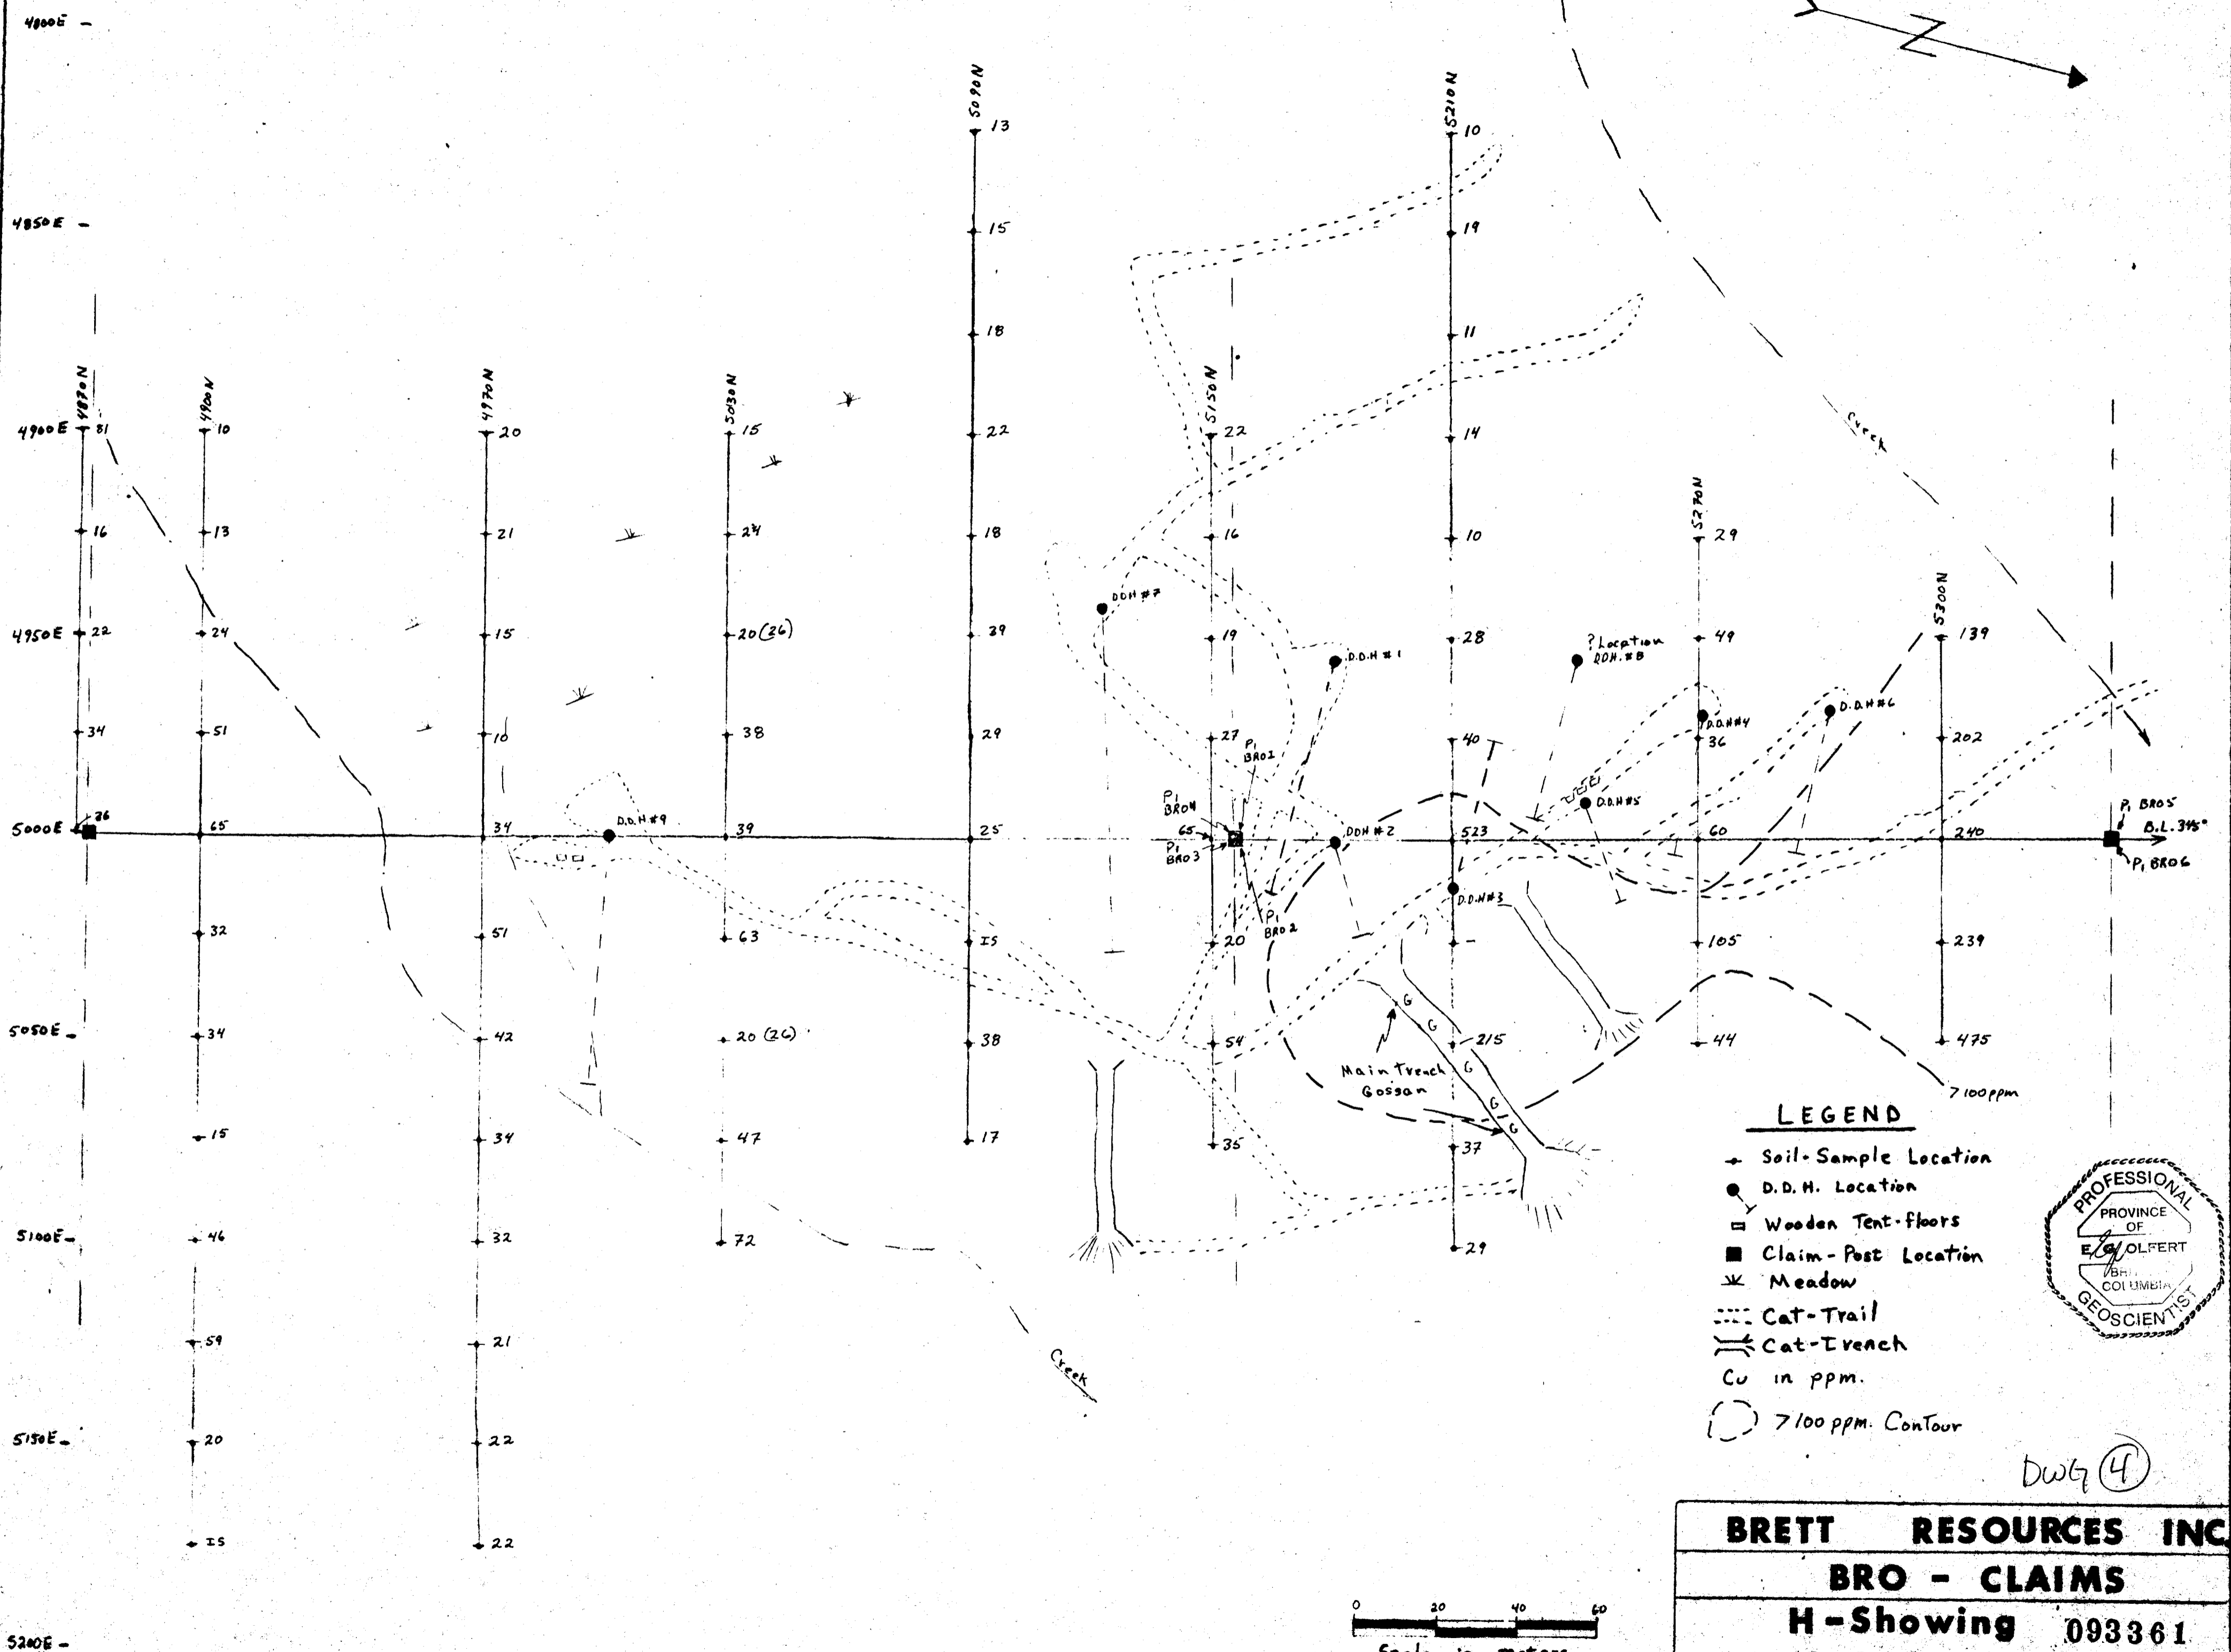 4800E
Z
4850E
5090N
13
15
18
22
18
39
29
25
IS
38
17
5210N
10
19
11
14
10
28
40
523
-
215
37
29
4900E
4870N
81
16
22
34
36
4900N
10
13
24
51
65
32
34
15
46
59
20
IS
4970N
20
21
15
10
34
51
42
34
32
21
22
22
5030N
15
24
20(26)
38
39
63
20 (26)
47
72
5150N
22
16
19
27
65
20
54
35
5270N
29
49
36
60
105
44
5300N
139
202
240
239
475
4950E
5000E
5050E
5100E
5150E
5200E
Creek
Creek
DDH #7
D.D.H #1
? Location
DDH. #8
D.D.H#4
D.D.H#6
D.D.H#5
D.D.H #9
DDH #2
D.D.H#3
P1
BRO1
P1
BRO4
P1
BRO3
P1
BRO2
P1 BRO5
B.L. 345°
P1 BRO6
Main Trench
Gossan
G
G
G
G
G
>100ppm
LEGEND
Soil-Sample Location
D.D.H. Location
Wooden Tent-floors
Claim-Post Location
Meadow
Cat-Trail
Cat-Trench
Cu in ppm.
>100 ppm. Contour
PROFESSIONAL
PROVINCE
OF
OLFERT
COLUMBIA
GEOSCIENTIST
DWG 4
BRETT RESOURCES INC
BRO - CLAIMS
H-Showing 093361
0 20 40 60